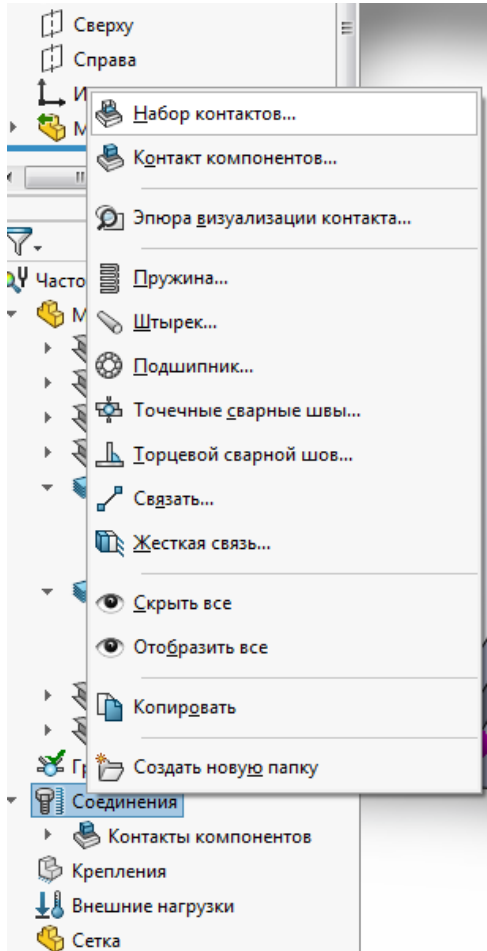 Сверху
Справа
Набор контактов...
Контакт компонентов...
Эпюра визуализации контакта...
Часто
Пружина...
Штырек...
Подшипник...
Точечные сварные швы...
Торцевой сварной шов...
Связать...
Жесткая связь...
Скрыть все
Отобразить все
Копировать
Создать новую папку
Соединения
Контакты компонентов
Крепления
Внешние нагрузки
Сетка